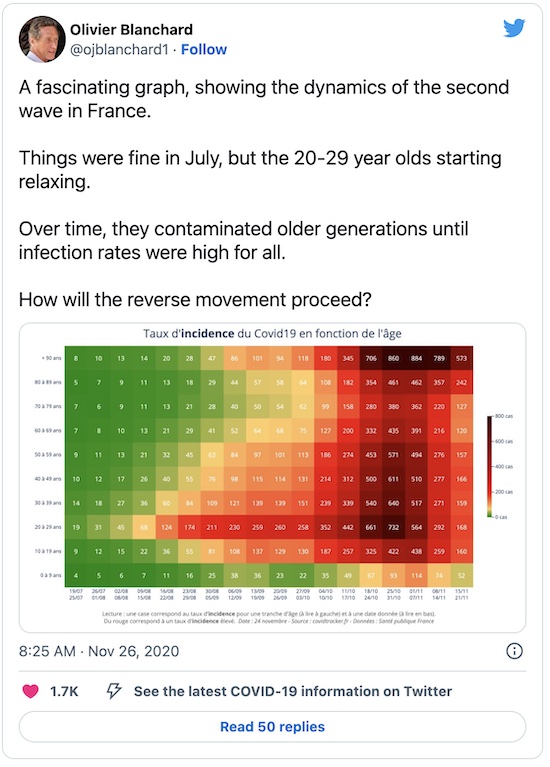 Olivier Blanchard
@ojblanchard1 · Follow
A fascinating graph, showing the dynamics of the second
wave in France.
Things were fine in July, but the 20-29 year olds starting
relaxing.
Over time, they contaminated older generations until
infection rates were high for all.
How will the reverse movement proceed?
Taux d'incidence du Covid19 en fonction de l'âge
+ 90 ans 8 10 13 14 20 28 47 86 101 94 118 180 345 706 860 884 789 573
80 à 89 ans 5 7 9 11 13 18 29 44 57 58 64 108 182 354 461 462 357 242
70 à 79 ans 7 6 9 11 13 21 28 40 50 54 62 99 158 280 380 362 220 127
60 à 69 ans 7 8 10 13 21 29 41 52 64 68 75 127 200 332 435 391 216 120
50 à 59 ans 9 11 13 21 32 45 63 84 97 101 113 186 274 453 571 494 276 157
40 à 49 ans 10 12 17 26 40 55 76 98 115 114 131 214 312 500 611 510 277 166
30 à 39 ans 14 18 27 36 60 84 109 121 139 139 151 239 339 540 640 517 271 159
20 à 29 ans 19 31 45 68 124 174 211 230 259 260 258 352 442 661 732 564 292 168
10 à 19 ans 9 12 15 22 36 55 81 108 137 129 130 187 257 325 422 438 259 160
0 à 9 ans 4 5 6 7 11 16 25 38 36 23 22 35 49 67 93 114 74 52
19/07 26/07 02/08 09/08 16/08 23/08 30/08 06/09 13/09 20/09 27/09 04/10 11/10 18/10 25/10 01/11 08/11 15/11
25/07 01/08 08/08 15/08 22/08 29/08 05/09 12/09 19/09 26/09 03/10 10/10 17/10 24/10 31/10 07/11 14/11 21/11
800 cas
600 cas
400 cas
200 cas
0 cas
Lecture : une case correspond au taux d'incidence pour une tranche d'âge (à lire à gauche) et à une date donnée (à lire en bas).
Du rouge correspond à un taux d'incidence élevé. Date : 24 novembre - Source : covidtracker.fr - Données : Santé publique France
8:25 AM · Nov 26, 2020
1.7K See the latest COVID-19 information on Twitter
Read 50 replies